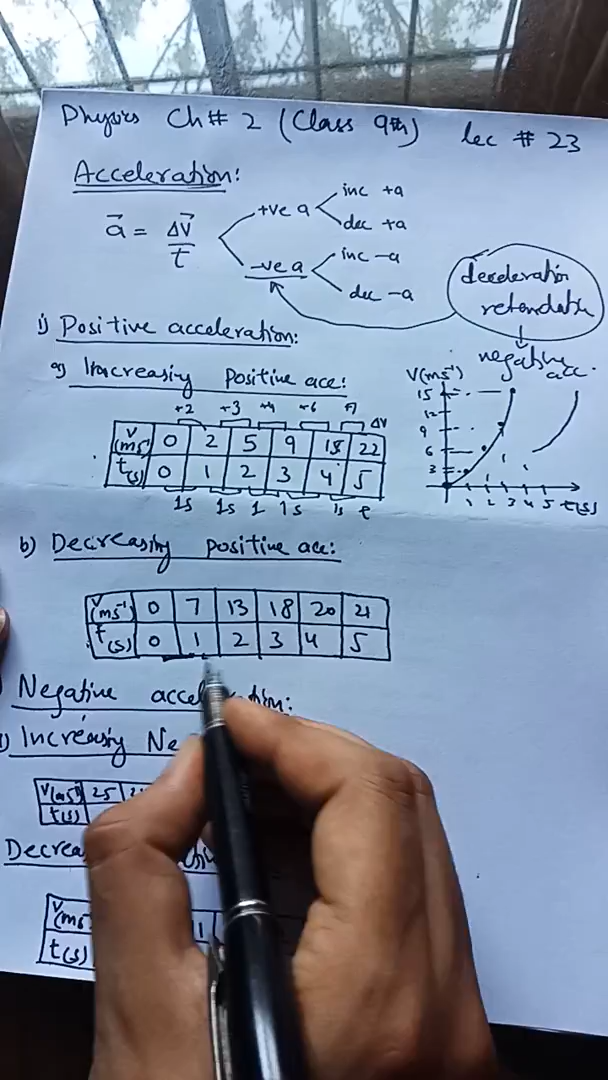 Physics Ch # 2 (Class 9th) Lec # 23
Acceleration:
a = ΔV / t
+ve a
inc +a
dec +a
-ve a
inc -a
dec -a
deceleration
retardation
negative
acc.
i) Positive acceleration:
a) Increasing Positive acc:
+2 +3 +4 +6 +7 ΔV
V (ms⁻¹) 0 2 5 9 15 22
t(s) 0 1 2 3 4 5
1s 1s 1 1s 1s t
V(ms⁻¹)
15
12
9
6
3
1 2 3 4 5 t(s)
b) Decreasing positive acc:
V (ms⁻¹) 0 7 13 18 20 21
t(s) 0 1 2 3 4 5
Negative
Increasing Ne
V(ms⁻¹) 25
t(s)
Decrea
V (ms
t(s)